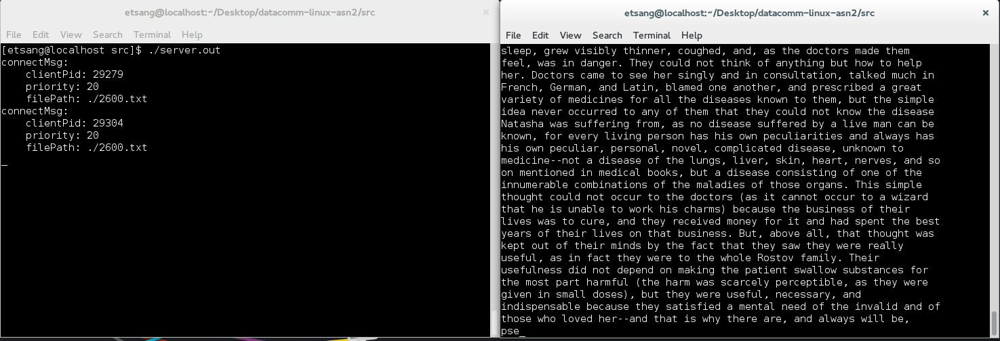 etsang@localhost:~/Desktop/datacomm-linux-asn2/src
File Edit View Search Terminal Help
[etsang@localhost src]$ ./server.out
connectMsg:
    clientPid: 29279
    priority: 20
    filePath: ./2600.txt
connectMsg:
    clientPid: 29304
    priority: 20
    filePath: ./2600.txt
etsang@localhost:~/Desktop/datacomm-linux-asn2/src
File Edit View Search Terminal Help
sleep, grew visibly thinner, coughed, and, as the doctors made them
feel, was in danger. They could not think of anything but how to help
her. Doctors came to see her singly and in consultation, talked much in
French, German, and Latin, blamed one another, and prescribed a great
variety of medicines for all the diseases known to them, but the simple
idea never occurred to any of them that they could not know the disease
Natasha was suffering from, as no disease suffered by a live man can be
known, for every living person has his own peculiarities and always has
his own peculiar, personal, novel, complicated disease, unknown to
medicine--not a disease of the lungs, liver, skin, heart, nerves, and so
on mentioned in medical books, but a disease consisting of one of the
innumerable combinations of the maladies of those organs. This simple
thought could not occur to the doctors (as it cannot occur to a wizard
that he is unable to work his charms) because the business of their
lives was to cure, and they received money for it and had spent the best
years of their lives on that business. But, above all, that thought was
kept out of their minds by the fact that they saw they were really
useful, as in fact they were to the whole Rostov family. Their
usefulness did not depend on making the patient swallow substances for
the most part harmful (the harm was scarcely perceptible, as they were
given in small doses), but they were useful, necessary, and
indispensable because they satisfied a mental need of the invalid and of
those who loved her--and that is why there are, and always will be,
pse